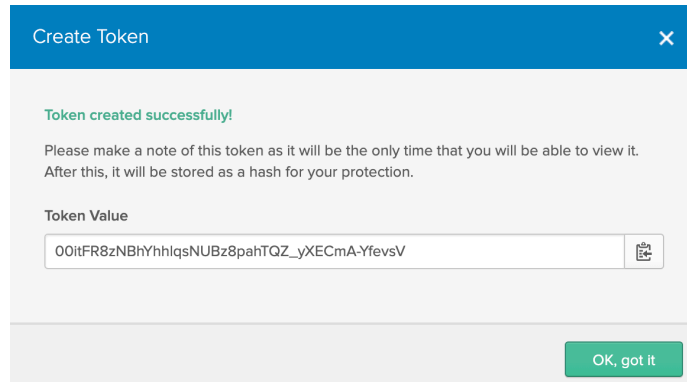 Create Token
Token created successfully!
Please make a note of this token as it will be the only time that you will be able to view it.
After this, it will be stored as a hash for your protection.
Token Value
00itFR8zNBhYhhlqsNUBz8pahTQZ_yXECmA-YfevsV
OK, got it